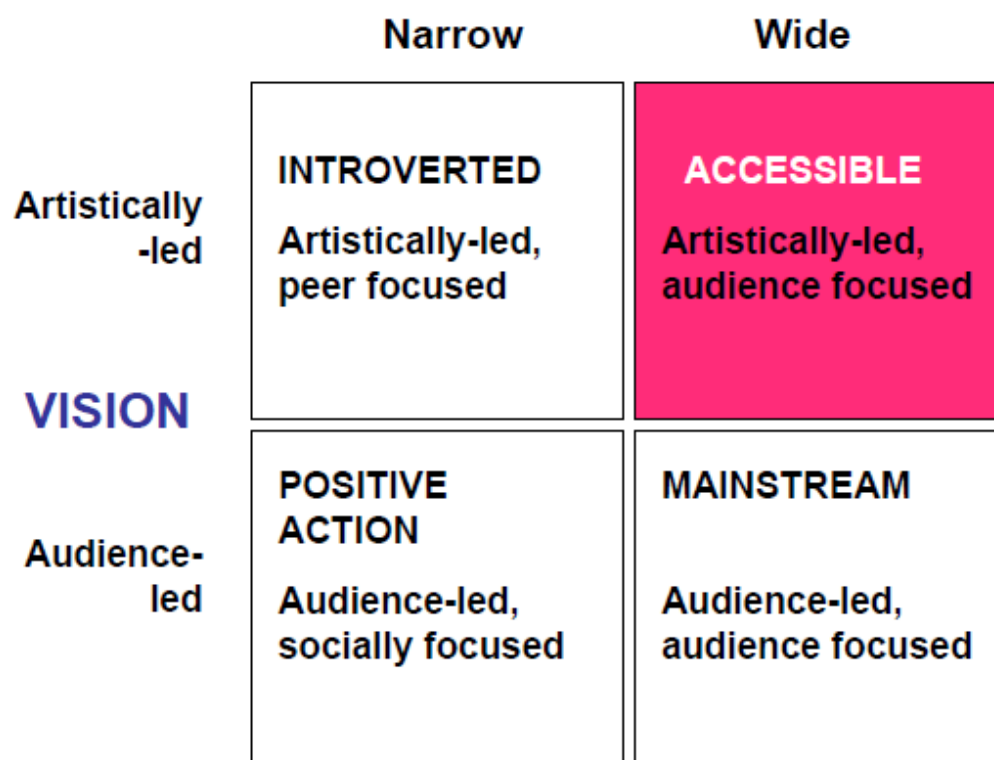 Narrow
Wide
Artistically
-led
INTROVERTED
Artistically-led,
peer focused
ACCESSIBLE
Artistically-led,
audience focused
VISION
Audience-
led
POSITIVE
ACTION
Audience-led,
socially focused
MAINSTREAM
Audience-led,
audience focused